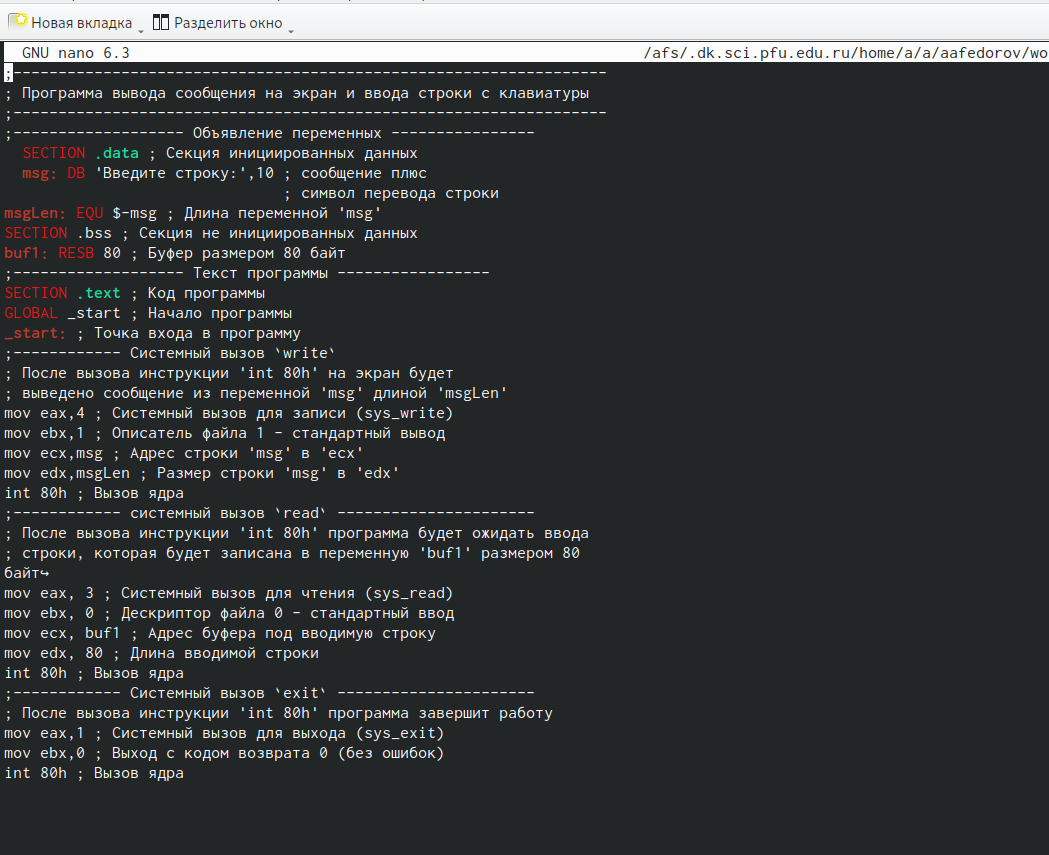 Новая вкладка Разделить окно
GNU nano 6.3 /afs/.dk.sci.pfu.edu.ru/home/a/a/aafedorov/wo
;------------------------------------------------------------------
; Программа вывода сообщения на экран и ввода строки с клавиатуры
;------------------------------------------------------------------
;------------------- Объявление переменных ----------------
SECTION .data ; Секция инициированных данных
msg: DB 'Введите строку:',10 ; сообщение плюс
; символ перевода строки
msgLen: EQU $-msg ; Длина переменной 'msg'
SECTION .bss ; Секция не инициированных данных
buf1: RESB 80 ; Буфер размером 80 байт
;------------------- Текст программы -----------------
SECTION .text ; Код программы
GLOBAL _start ; Начало программы
_start: ; Точка входа в программу
;------------ Системный вызов `write`
; После вызова инструкции 'int 80h' на экран будет
; выведено сообщение из переменной 'msg' длиной 'msgLen'
mov eax,4 ; Системный вызов для записи (sys_write)
mov ebx,1 ; Описатель файла 1 - стандартный вывод
mov ecx,msg ; Адрес строки 'msg' в 'ecx'
mov edx,msgLen ; Размер строки 'msg' в 'edx'
int 80h ; Вызов ядра
;------------ системный вызов `read` ----------------------
; После вызова инструкции 'int 80h' программа будет ожидать ввода
; строки, которая будет записана в переменную 'buf1' размером 80
байт↪
mov eax, 3 ; Системный вызов для чтения (sys_read)
mov ebx, 0 ; Дескриптор файла 0 - стандартный ввод
mov ecx, buf1 ; Адрес буфера под вводимую строку
mov edx, 80 ; Длина вводимой строки
int 80h ; Вызов ядра
;------------ Системный вызов `exit` ----------------------
; После вызова инструкции 'int 80h' программа завершит работу
mov eax,1 ; Системный вызов для выхода (sys_exit)
mov ebx,0 ; Выход с кодом возврата 0 (без ошибок)
int 80h ; Вызов ядра